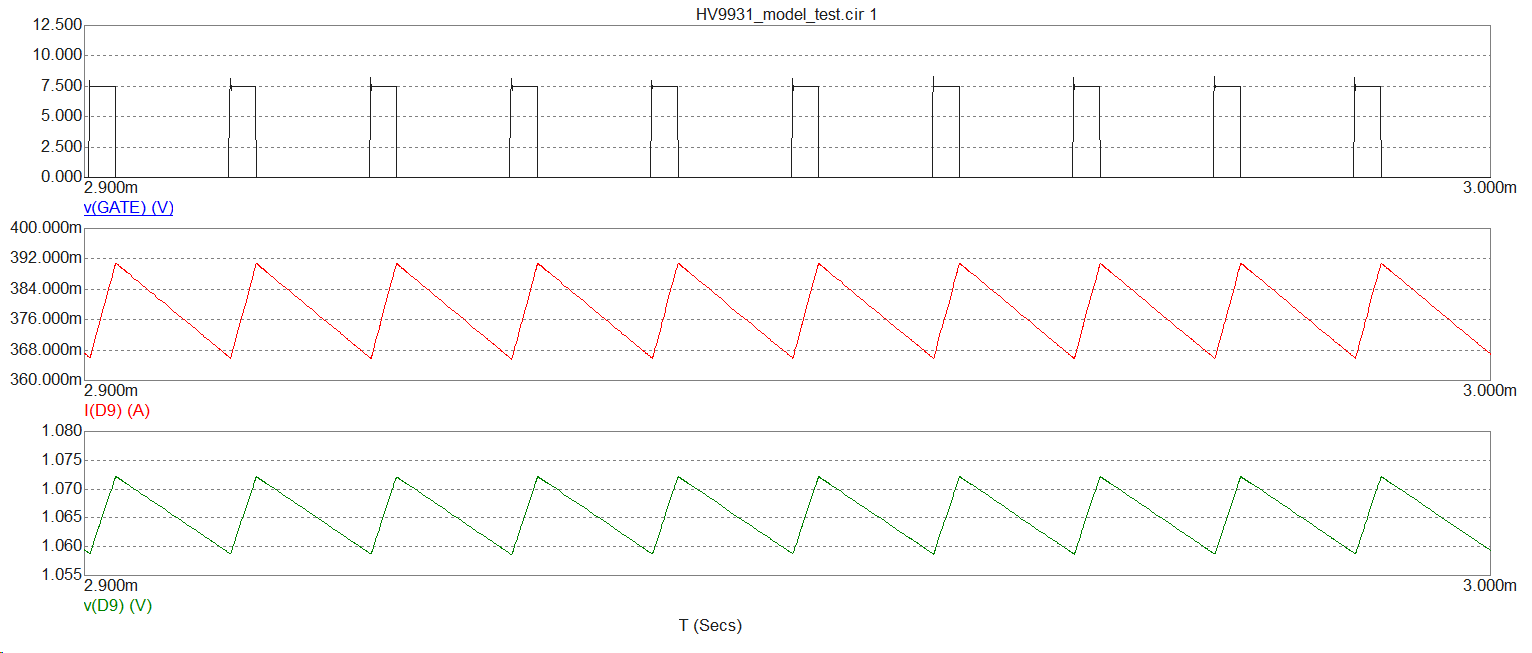 HV9931_model_test.cir 1
12.500
10.000
7.500
5.000
2.500
0.000
2.900m 3.000m
v(GATE) (V)
400.000m
392.000m
384.000m
376.000m
368.000m
360.000m
2.900m 3.000m
I(D9) (A)
1.080
1.075
1.070
1.065
1.060
1.055
2.900m 3.000m
v(D9) (V)
T (Secs)